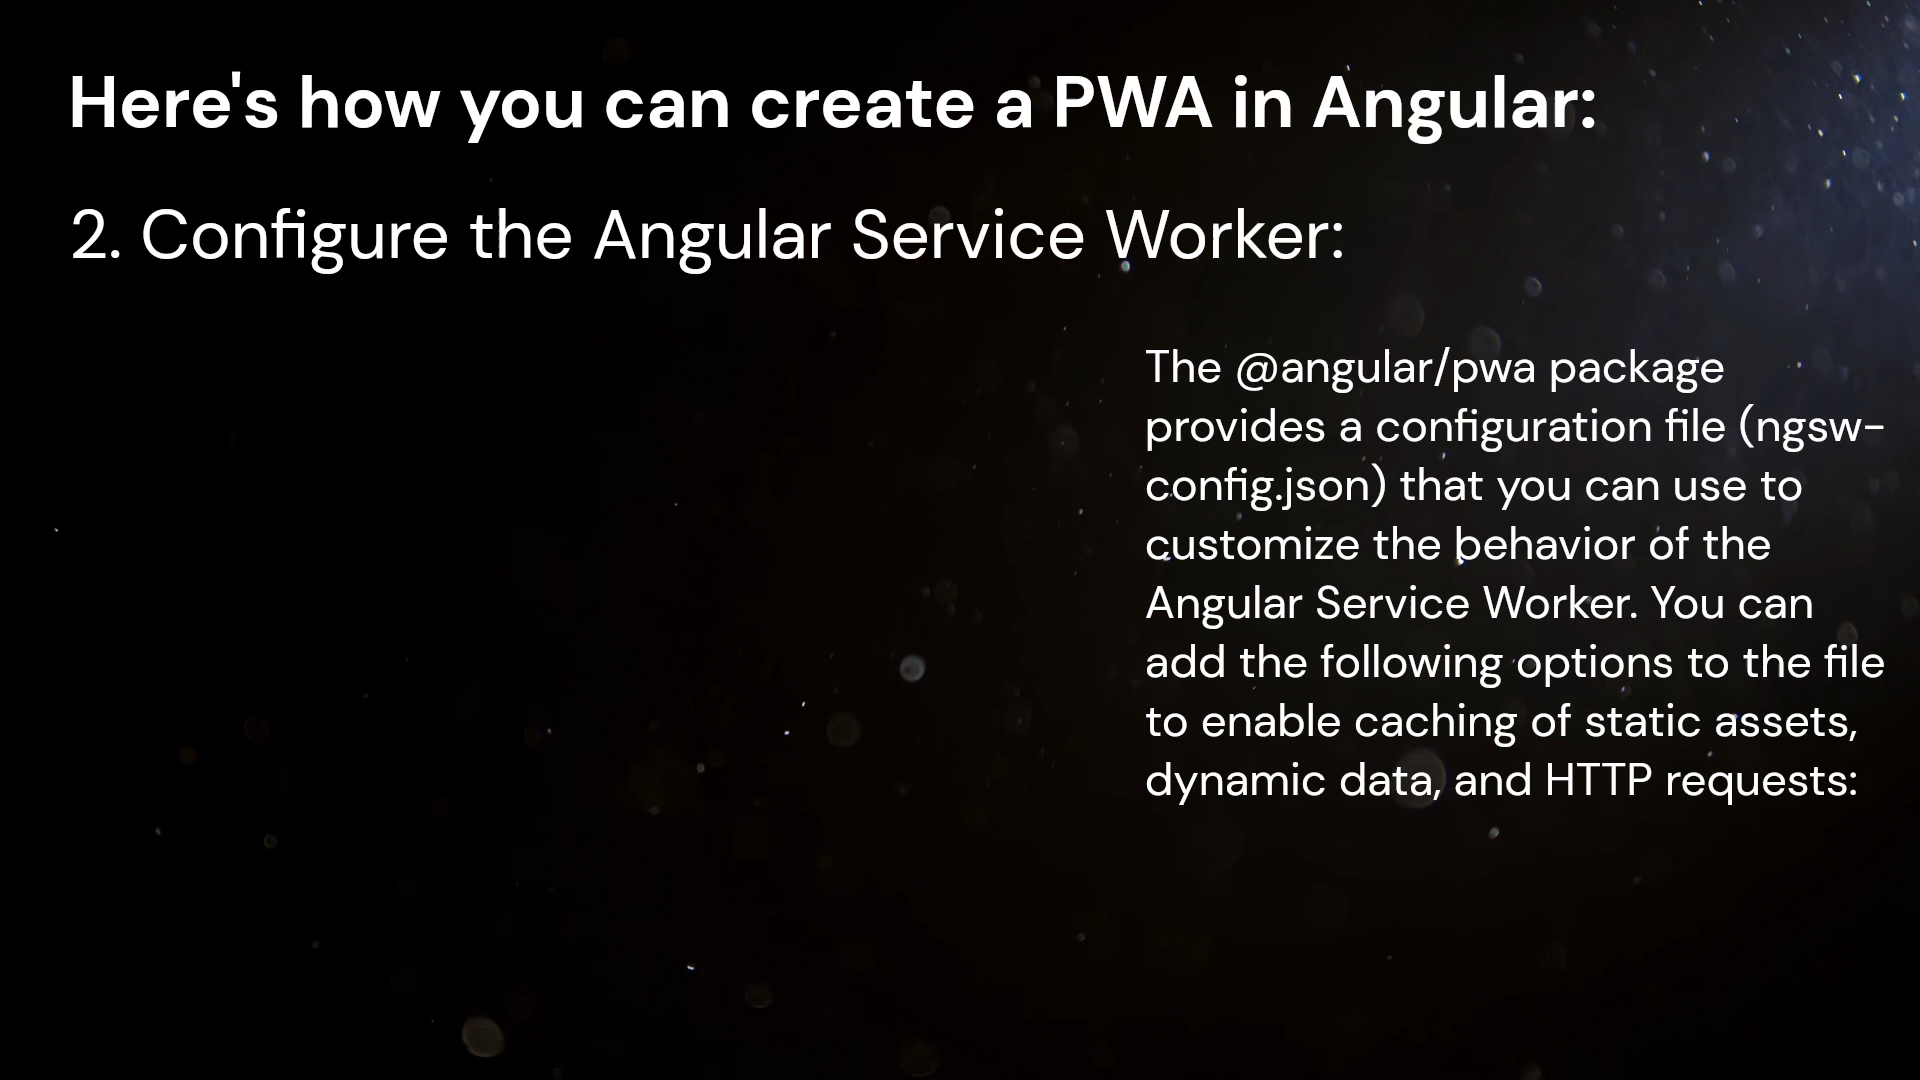 Here's how you can create a PWA in Angular:
2. Configure the Angular Service Worker:
The @angular/pwa package
provides a configuration file (ngsw-
config.json) that you can use to
customize the behavior of the
Angular Service Worker. You can
add the following options to the file
to enable caching of static assets,
dynamic data, and HTTP requests: